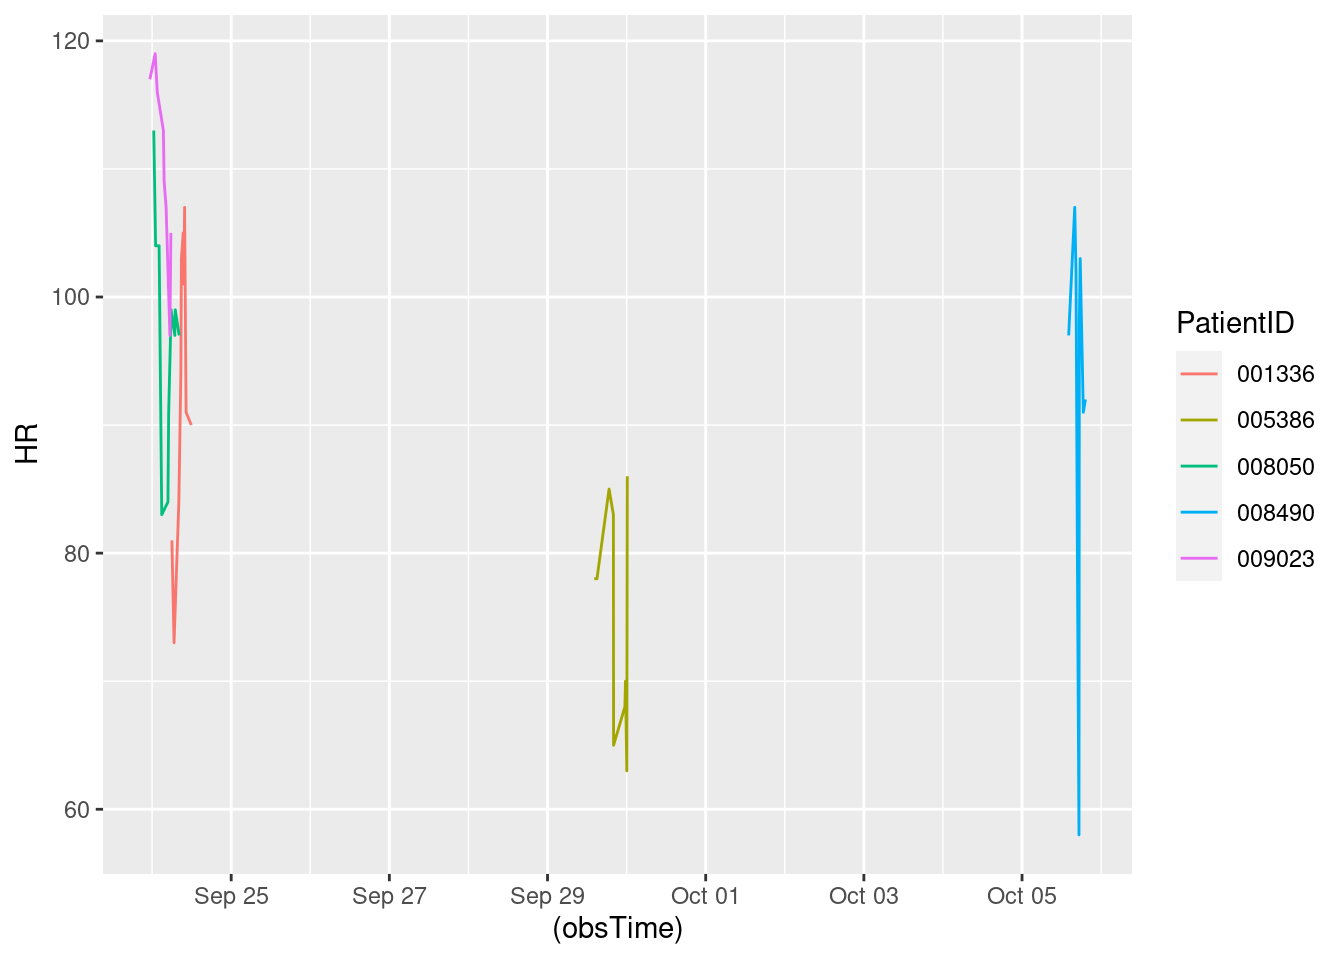 120
100
80
60
HR
Sep 25
Sep 27
Sep 29
Oct 01
Oct 03
Oct 05
(obsTime)
PatientID
001336
005386
008050
008490
009023